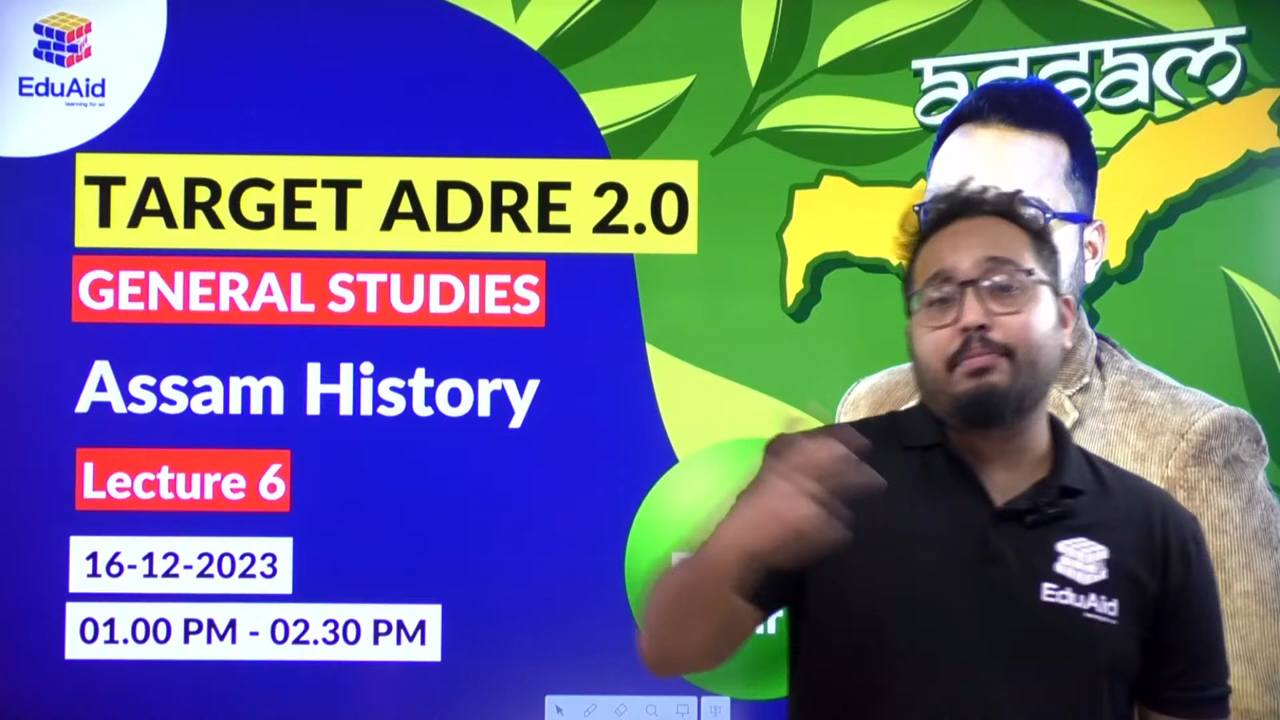 EduAid
learning for all
assam
TARGET ADRE 2.0
GENERAL STUDIES
Assam History
Lecture 6
16-12-2023
01.00 PM - 02.30 PM
EduAid